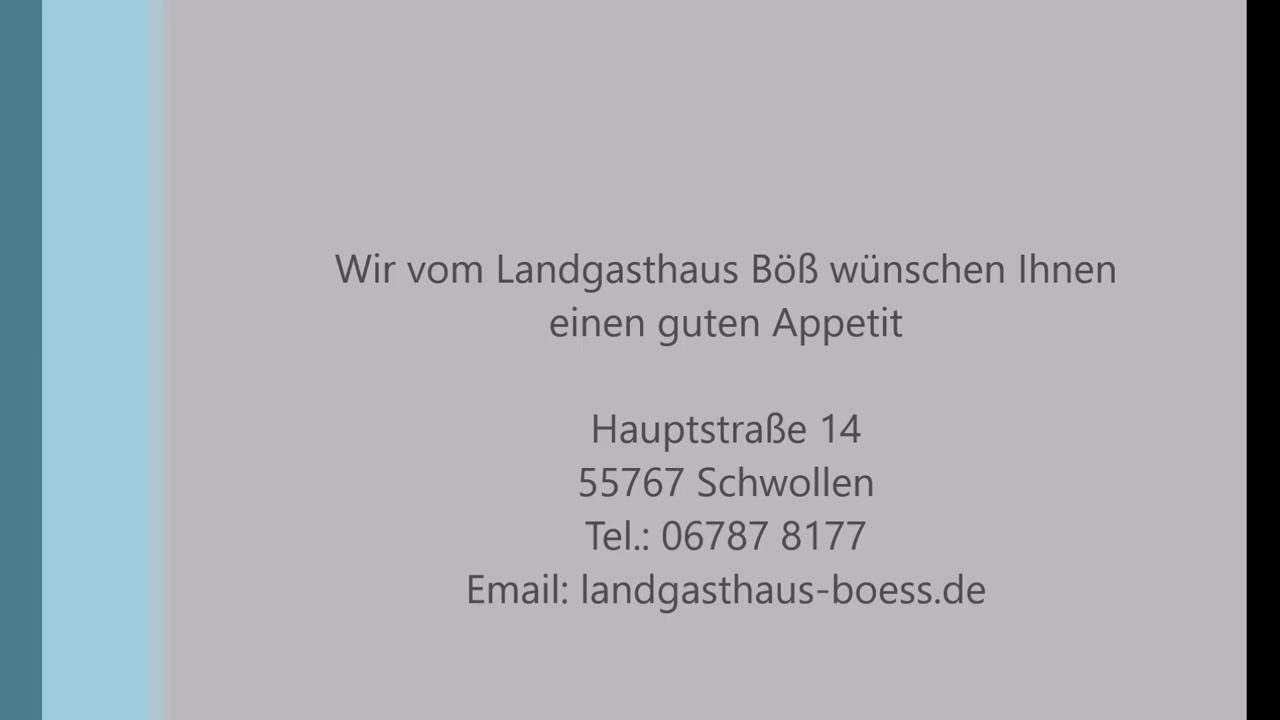 Wir vom Landgasthaus Böß wünschen Ihnen
einen guten Appetit
Hauptstraße 14
55767 Schwollen
Tel.: 06787 8177
Email: landgasthaus-boess.de